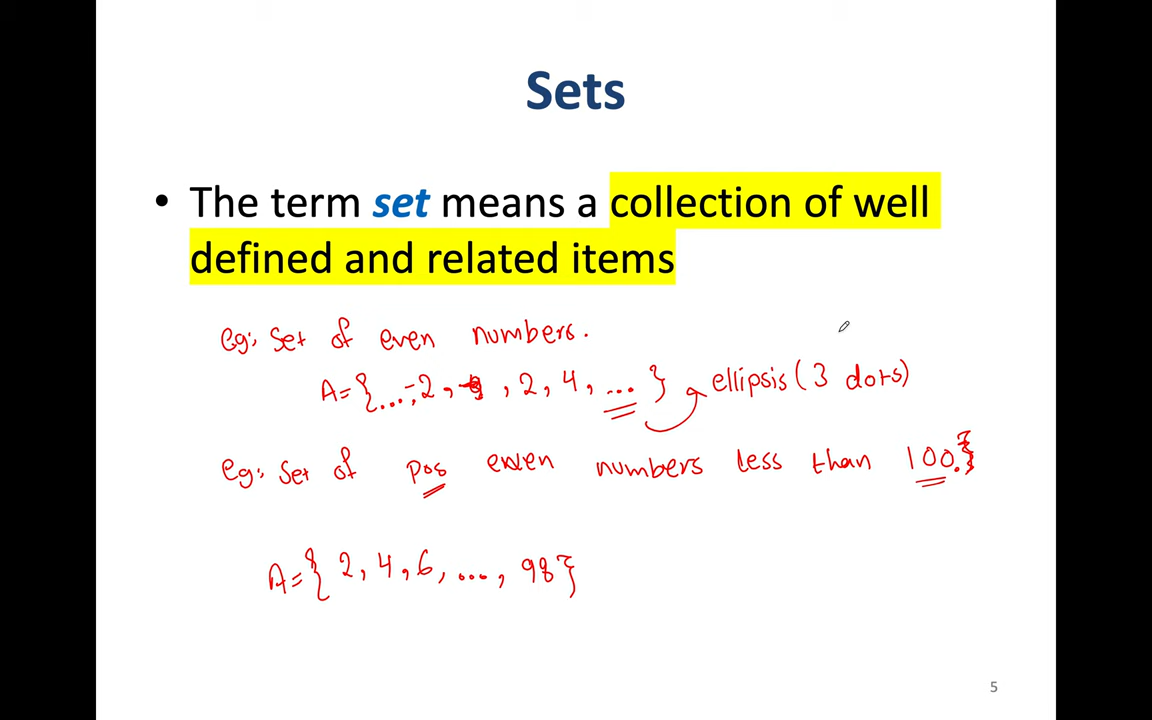 Sets
• The term set means a collection of well
defined and related items
eg: Set of even numbers.
A = {...,-2, , 2, 4, ... } ellipsis (3 dots)
eg: Set of pos even numbers less than 100.}
A = { 2, 4, 6, ..., 98}
5